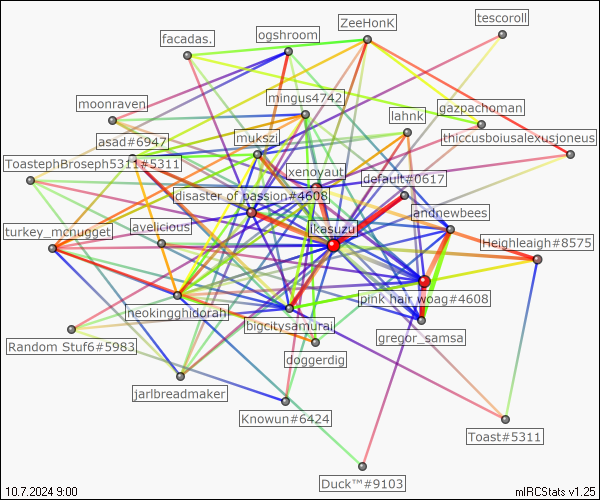 tescoroll
ZeeHonK
ogshroom
facadas.
mingus4742
moonraven
lahnk
gazpachoman
asad#6947
mukszi
thiccusboiusalexusjoneus
ToastephBroseph5311#5311
xenoyaut
default#0617
disaster of passion#4608
andnewbees
turkey_mcnugget
avelicious
ikasuzu
Heighleaigh#8575
pink hair woag#4608
neokingghidorah
bigcitysamurai
gregor_samsa
Random Stuf6#5983
doggerdig
jarlbreadmaker
Knowun#6424
Toast#5311
Duck™#9103
10.7.2024 9:00
mIRCStats v1.25